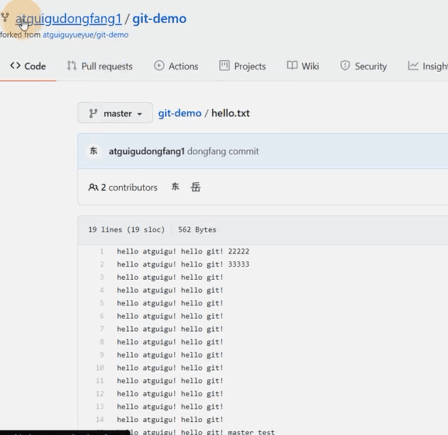 atguigudongfang1 / git-demo
forked from atguiguyueyue/git-demo
Code Pull requests Actions Projects Wiki Security Insigh
master git-demo / hello.txt
东 atguigudongfang1 dongfang commit
2 contributors 东 岳
19 lines (19 sloc) 562 Bytes
1 hello atguigu! hello git! 22222
2 hello atguigu! hello git! 33333
3 hello atguigu! hello git!
4 hello atguigu! hello git!
5 hello atguigu! hello git!
6 hello atguigu! hello git!
7 hello atguigu! hello git!
8 hello atguigu! hello git!
9 hello atguigu! hello git!
10 hello atguigu! hello git!
11 hello atguigu! hello git!
12 hello atguigu! hello git!
13 hello atguigu! hello git!
14 hello atguigu! hello git!
llo atguigu! hello git! master test